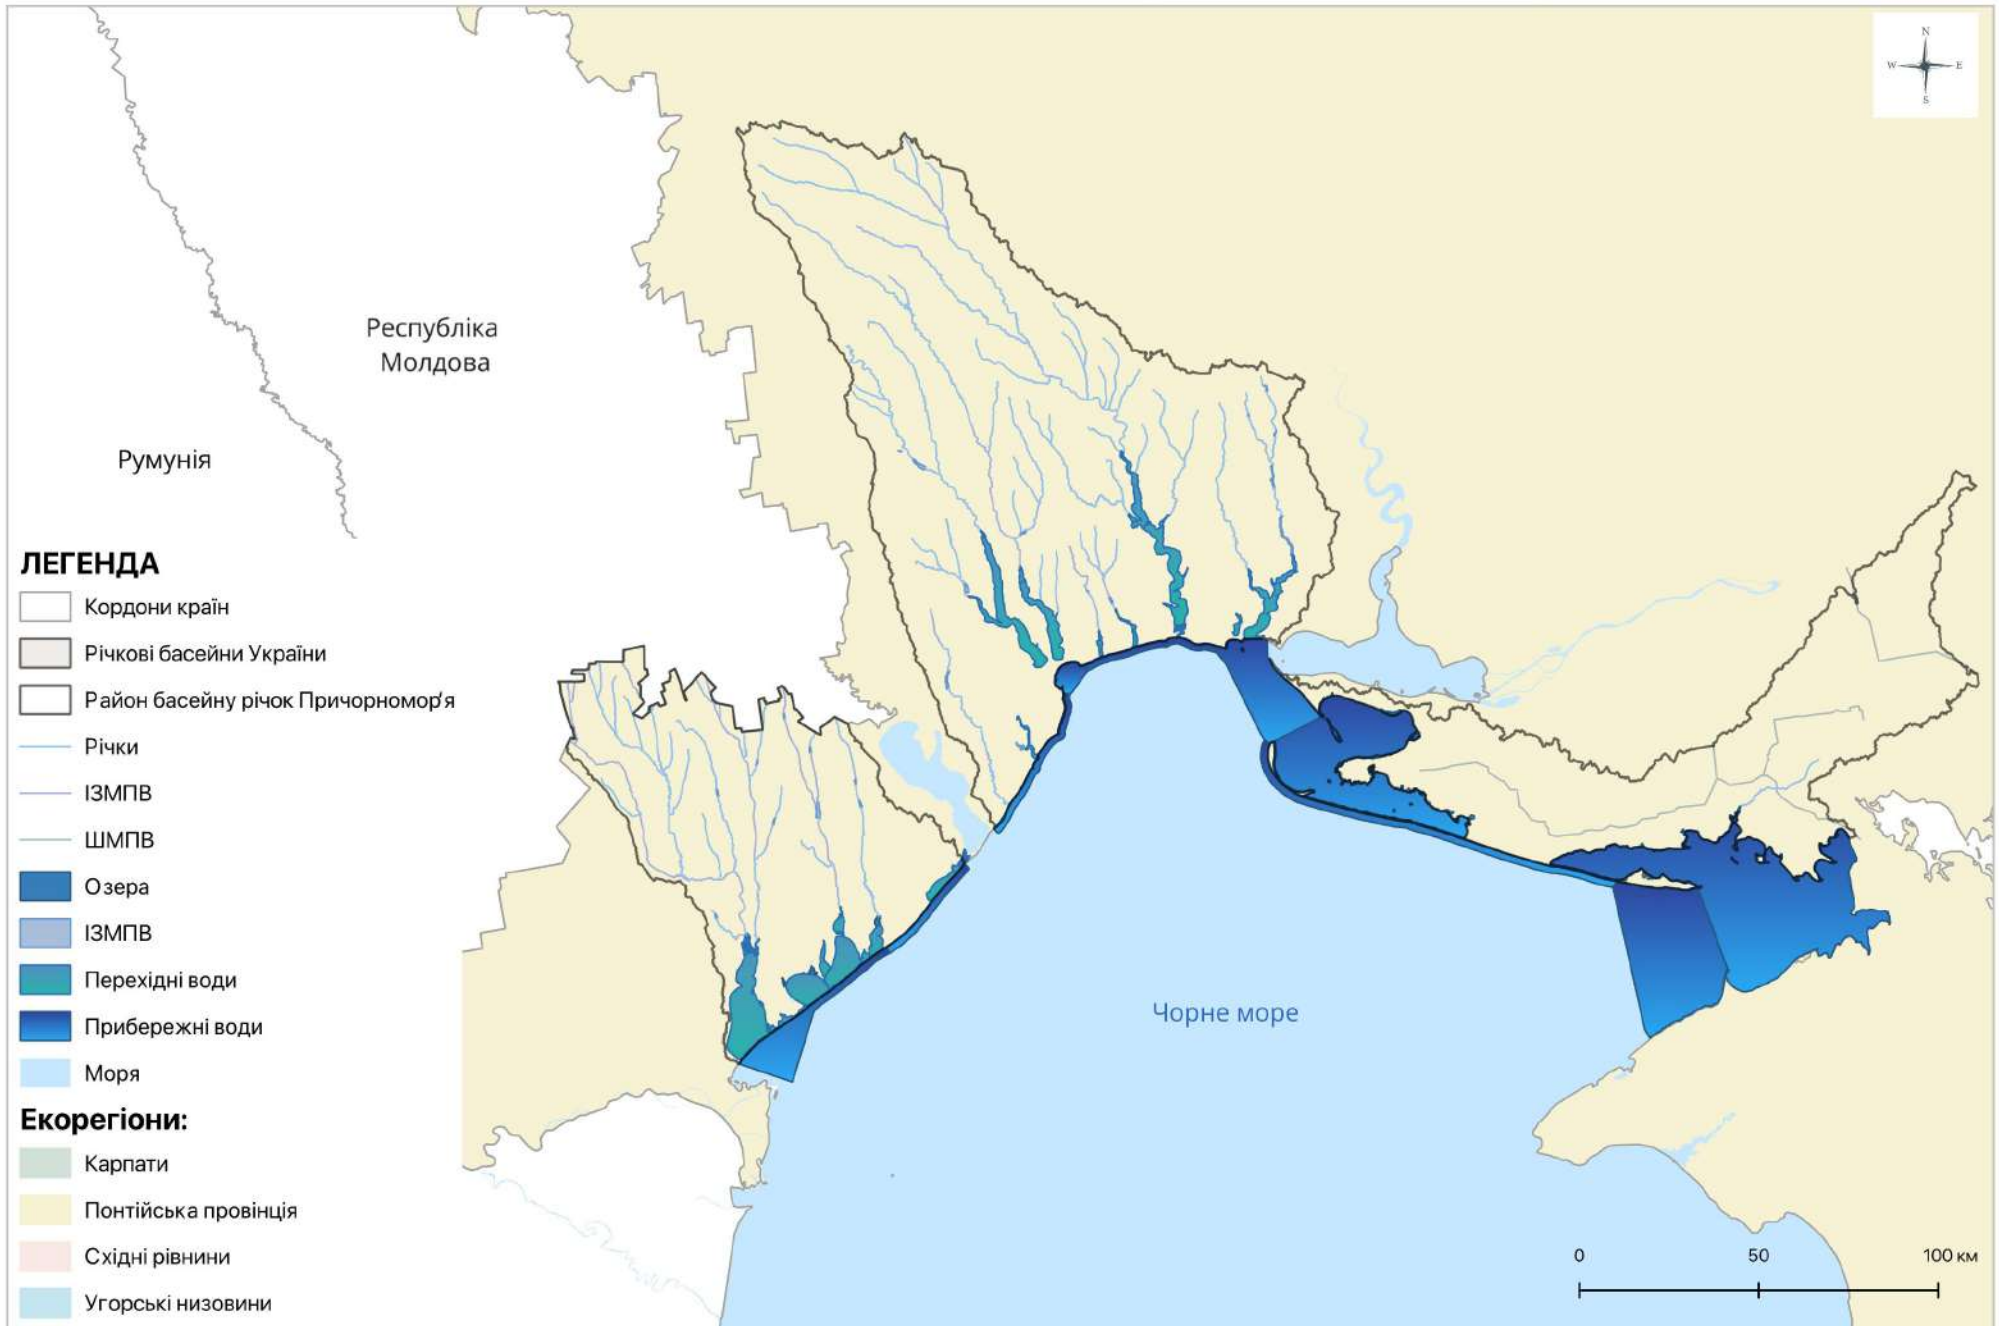 N
W
E
S
Республіка
Молдова
Румунія
ЛЕГЕНДА
Кордони країн
Річкові басейни України
Район басейну річок Причорномор'я
Річки
ІЗМПВ
ШМПВ
Озера
ІЗМПВ
Перехідні води
Прибережні води
Моря
Екорегіони:
Карпати
Понтійська провінція
Східні рівнини
Угорські низовини
Чорне море
0 50 100 км